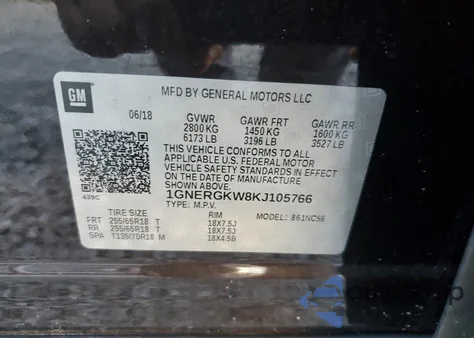 GM
MFD BY GENERAL MOTORS LLC
06/18 GVWR GAWR FRT GAWR RR
2800 KG 1450 KG 1600 KG
6173 LB 3196 LB 3527 LB
THIS VEHICLE CONFORMS TO ALL
APPLICABLE U.S. FEDERAL MOTOR
VEHICLE
IN EFFECT ON THE DATE OF
MANUFACTURE SHOWN ABOVE.
439C
1GNERGKW8KJ105766
TYPE: M.P.V. MODEL: 861NC56
TIRE SIZE RIM
FRT 255/65R18 T 18X7.5J
RR 255/65R18 T 18X7.5J
SPA T135/70R18 M 18X4.5B